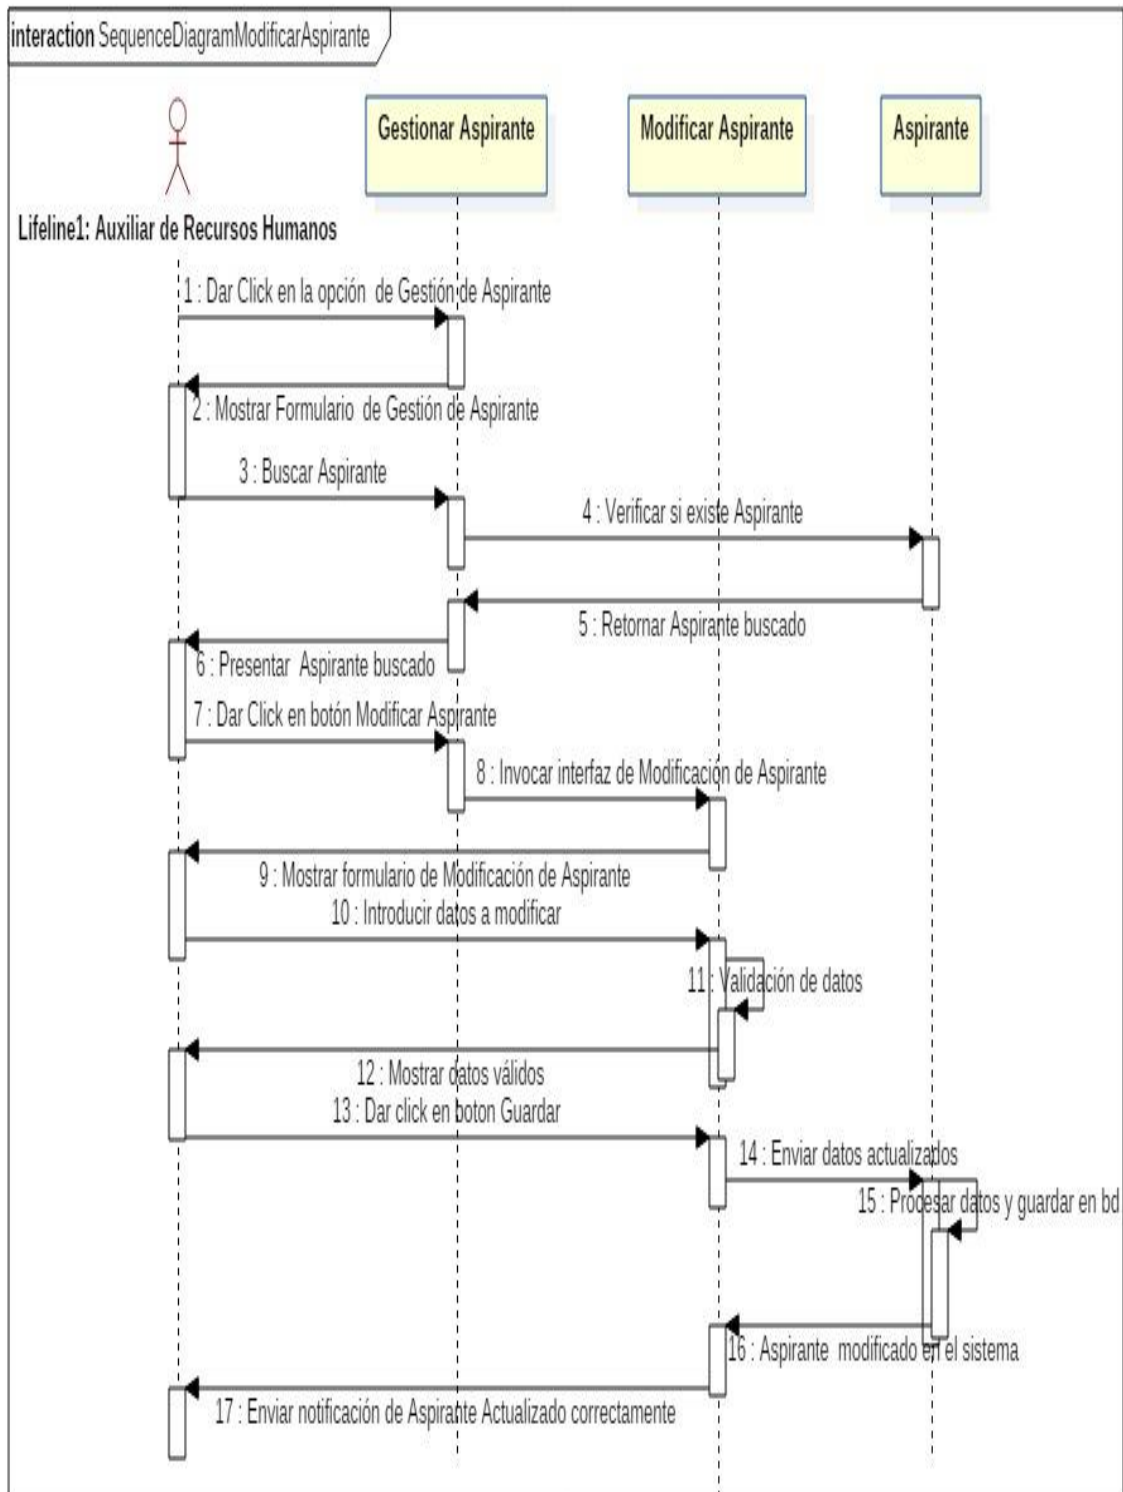 interaction SequenceDiagramModificarAspirante
Gestionar Aspirante
Modificar Aspirante
Aspirante
Lifeline1: Auxiliar de Recursos Humanos
1 : Dar Click en la opción de Gestión de Aspirante
2 : Mostrar Formulario de Gestión de Aspirante
3 : Buscar Aspirante
4 : Verificar si existe Aspirante
5 : Retornar Aspirante buscado
6 : Presentar Aspirante buscado
7 : Dar Click en botón Modificar Aspirante
8 : Invocar interfaz de Modificación de Aspirante
9 : Mostrar formulario de Modificación de Aspirante
10 : Introducir datos a modificar
11 : Validación de datos
12 : Mostrar datos válidos
13 : Dar click en boton Guardar
14 : Enviar datos actualizados
15 : Procesar datos y guardar en bd
16 : Aspirante modificado en el sistema
17 : Enviar notificación de Aspirante Actualizado correctamente